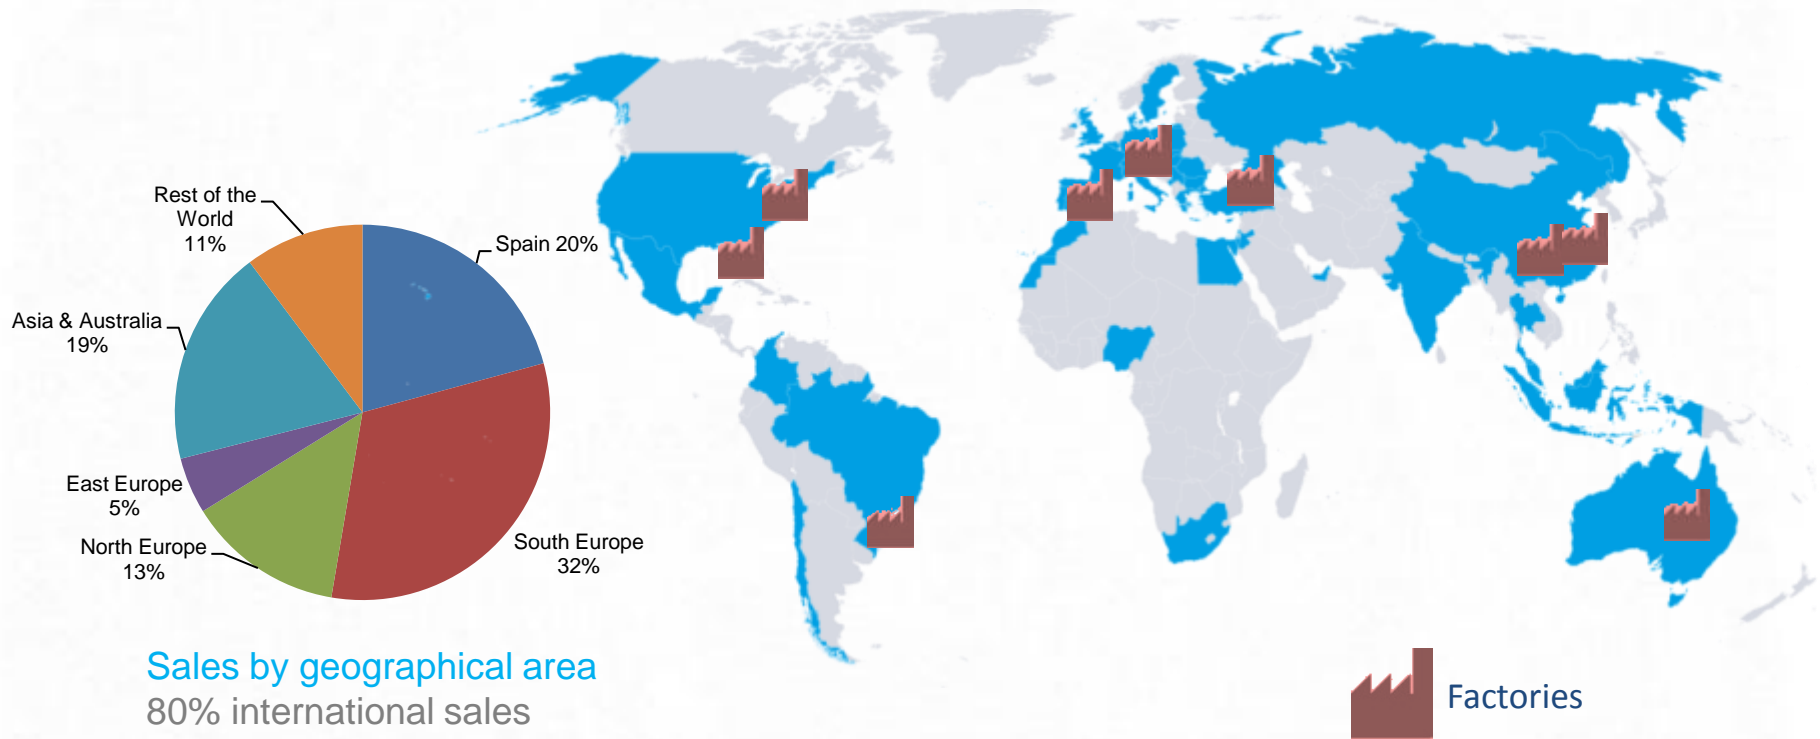 Rest of the
World
11%
Spain 20%
Asia & Australia
19%
East Europe
5%
North Europe
13%
South Europe
32%
Sales by geographical area
80% international sales
Factories